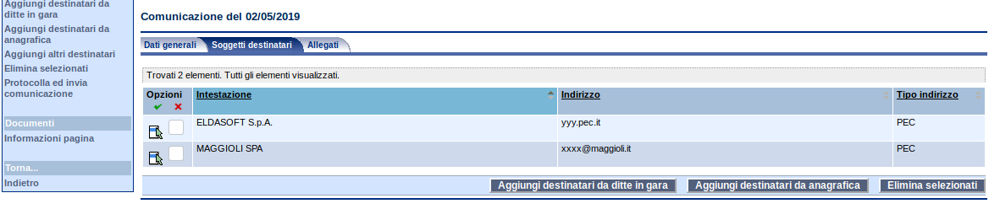 Aggiungi destinatari da
ditte in gara
Aggiungi destinatari da
anagrafica
Aggiungi altri destinatari
Elimina selezionati
Protocolla ed invia
comunicazione
Documenti
Informazioni pagina
Torna...
Indietro
Comunicazione del 02/05/2019
Dati generali Soggetti destinatari Allegati
Trovati 2 elementi. Tutti gli elementi visualizzati.
Opzioni Intestazione Indirizzo Tipo indirizzo
ELDASOFT S.p.A. yyy.pec.it PEC
MAGGIOLI SPA xxxx@maggioli.it PEC
Aggiungi destinatari da ditte in gara Aggiungi destinatari da anagrafica Elimina selezionati